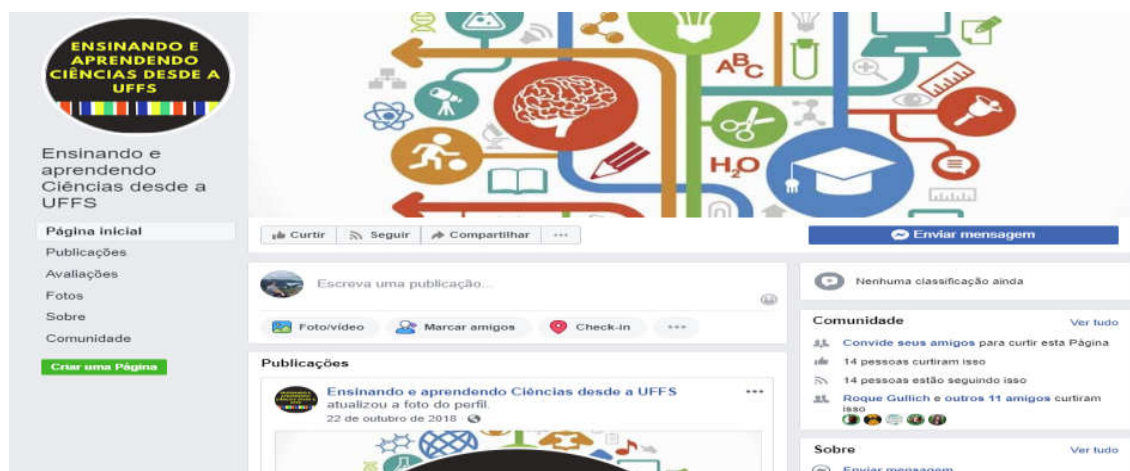 ENSINANDO E
APRENDENDO
CIÊNCIAS DESDE A
UFFS
Ensinando e
aprendendo
Ciências desde a
UFFS
Página inicial
Publicações
Avaliações
Fotos
Sobre
Comunidade
Criar uma Página
ABC
H2O
Curtir
Seguir
Compartilhar
Enviar mensagem
Escreva uma publicação...
Foto/vídeo
Marcar amigos
Check-in
Publicações
Ensinando e aprendendo Ciências desde a UFFS
atualizou a foto do perfil.
22 de outubro de 2018
Nenhuma classificação ainda
Comunidade
Ver tudo
Convide seus amigos para curtir esta Página
14 pessoas curtiram isso
14 pessoas estão seguindo isso
Roque Gullich e outros 11 amigos curtiram
isso
Sobre
Ver tudo
Enviar mensagem